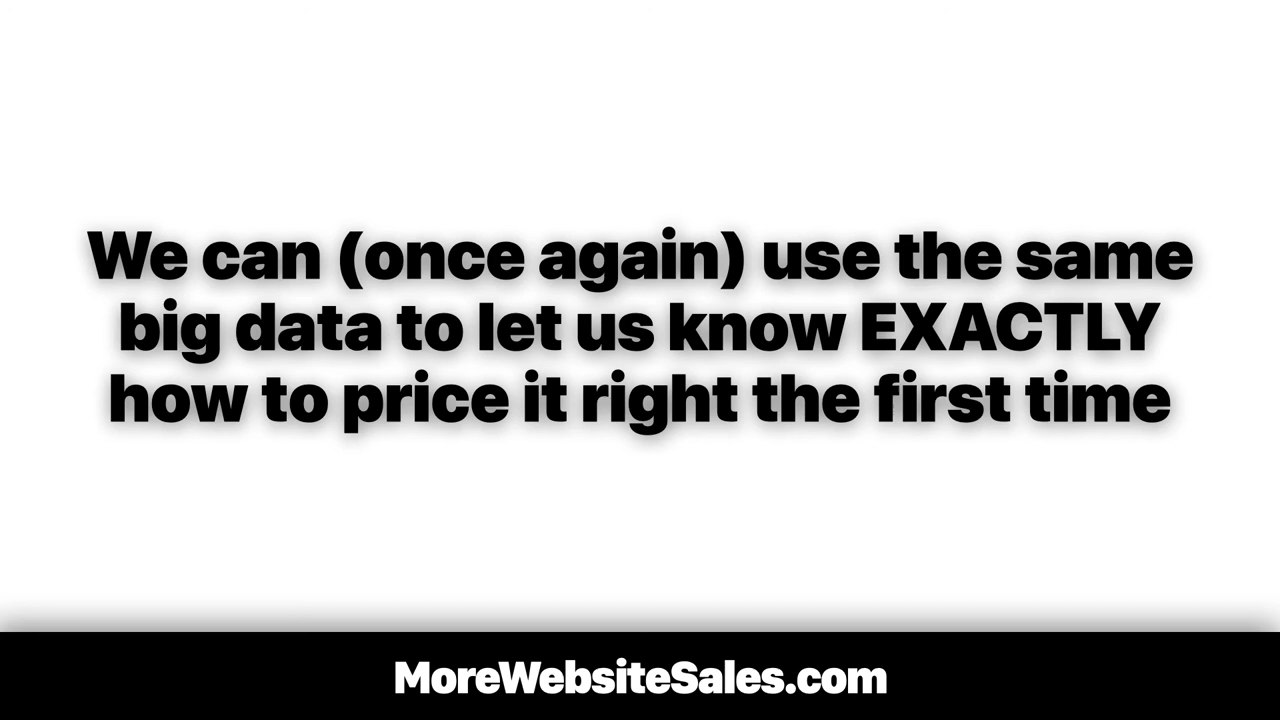 We can (once again) use the same
big data to let us know EXACTLY
how to price it right the first time
MoreWebsiteSales.com